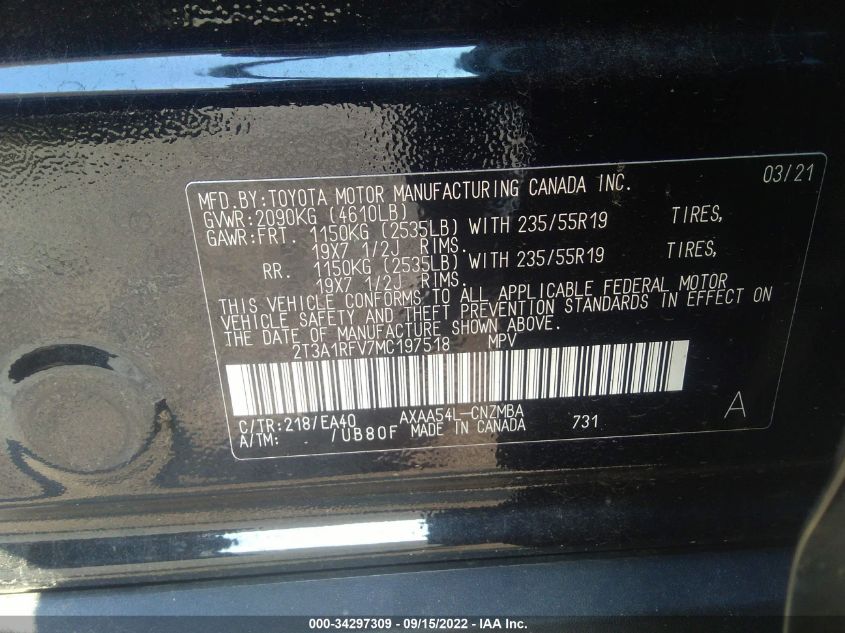 MFD.BY:TOYOTA MOTOR MANUFACTURING CANADA INC. 03/21
GVWR:2090KG (4610LB)
GAWR:FRT. 1150KG (2535LB) WITH 235/55R19 TIRES,
19X7 1/2J RIMS.
RR. 1150KG (2535LB) WITH 235/55R19 TIRES,
19X7 1/2J RIMS.
THIS VEHICLE CONFORMS TO ALL APPLICABLE FEDERAL MOTOR
VEHICLE SAFETY AND THEFT PREVENTION STANDARDS IN EFFECT ON
THE DATE OF MANUFACTURE SHOWN ABOVE.
2T3A1RFV7MC197518 MPV
C/TR:218/EA40 AXAA54L-CNZMBA A
A/TM: /UB80F MADE IN CANADA 731
000-34297309 - 09/15/2022 - IAA Inc.